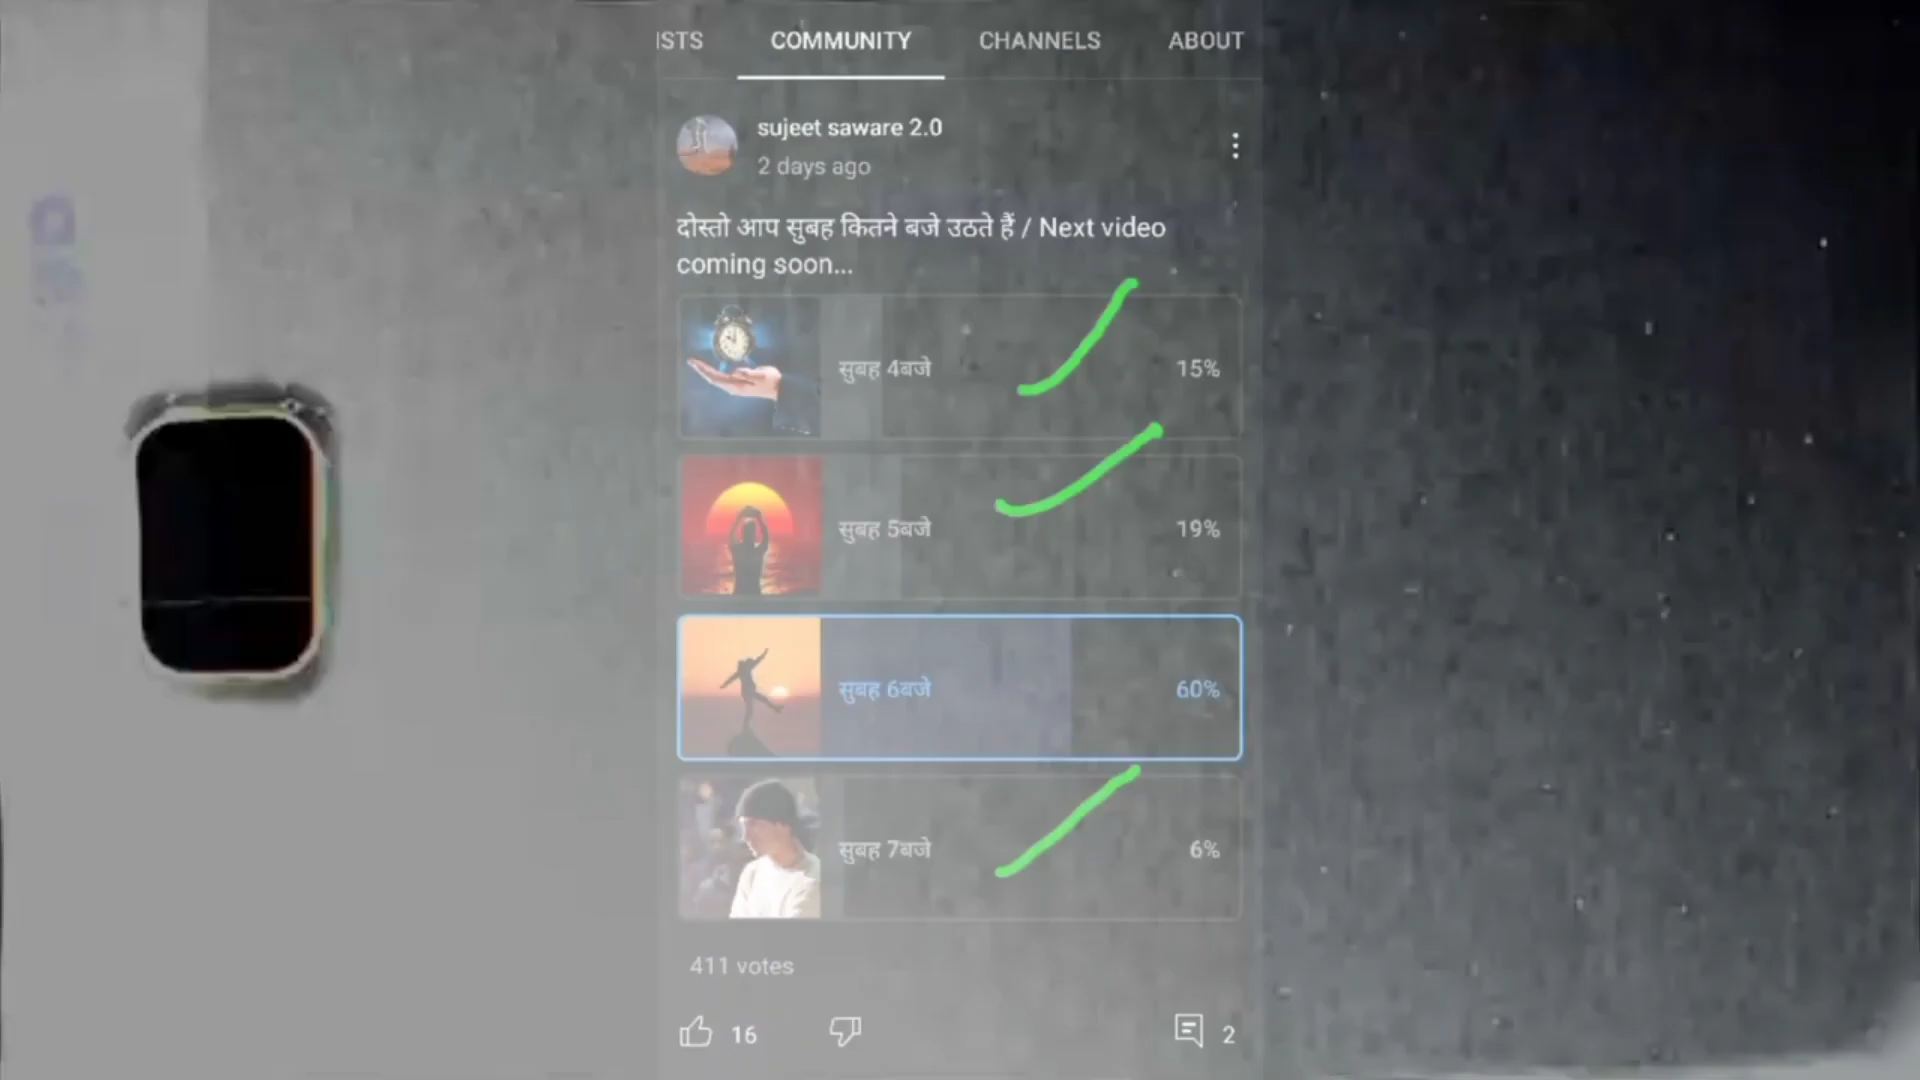 ISTS
COMMUNITY
CHANNELS
ABOUT
sujeet saware 2.0
2 days ago
दोस्तो आप सुबह कितने बजे उठते हैं / Next video
coming soon...
सुबह 4बजे
15%
सुबह 5बजे
19%
सुबह 6बजे
60%
सुबह 7बजे
6%
411 votes
16
2